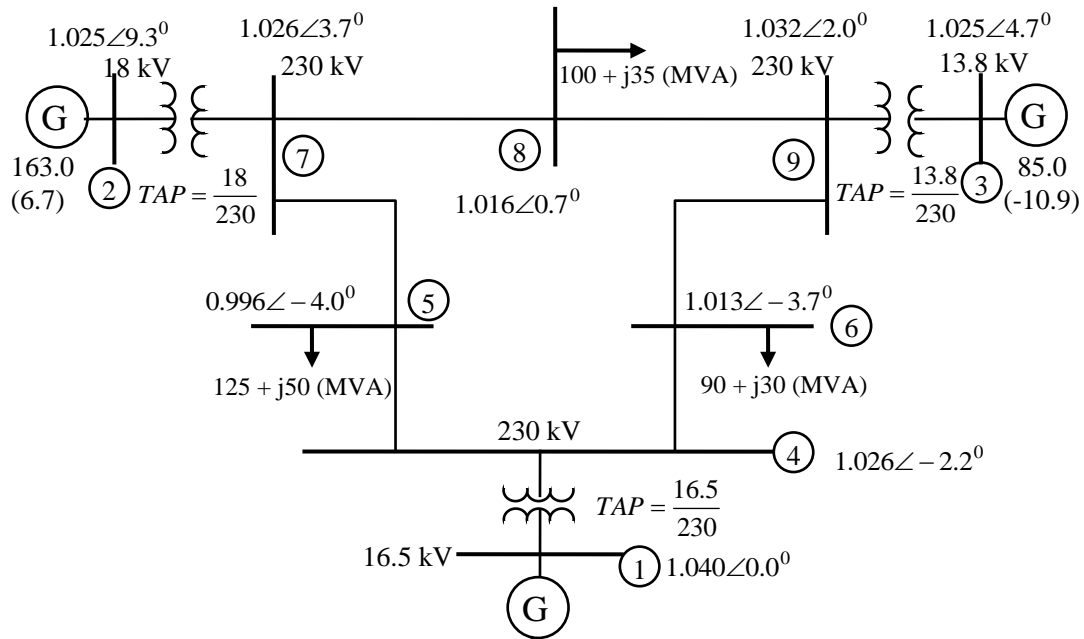 1.025∠9.3⁰
1.026∠3.7⁰
1.032∠2.0⁰
1.025∠4.7⁰
18 kV
230 kV
100 + j35 (MVA)
230 kV
13.8 kV
G
G
7
8
9
163.0
(6.7)
2
TAP = 18/230
1.016∠0.7⁰
TAP = 13.8/230
3
85.0
(-10.9)
0.996∠−4.0⁰
5
1.013∠−3.7⁰
6
125 + j50 (MVA)
90 + j30 (MVA)
230 kV
4
1.026∠−2.2⁰
TAP = 16.5/230
16.5 kV
1
1.040∠0.0⁰
G